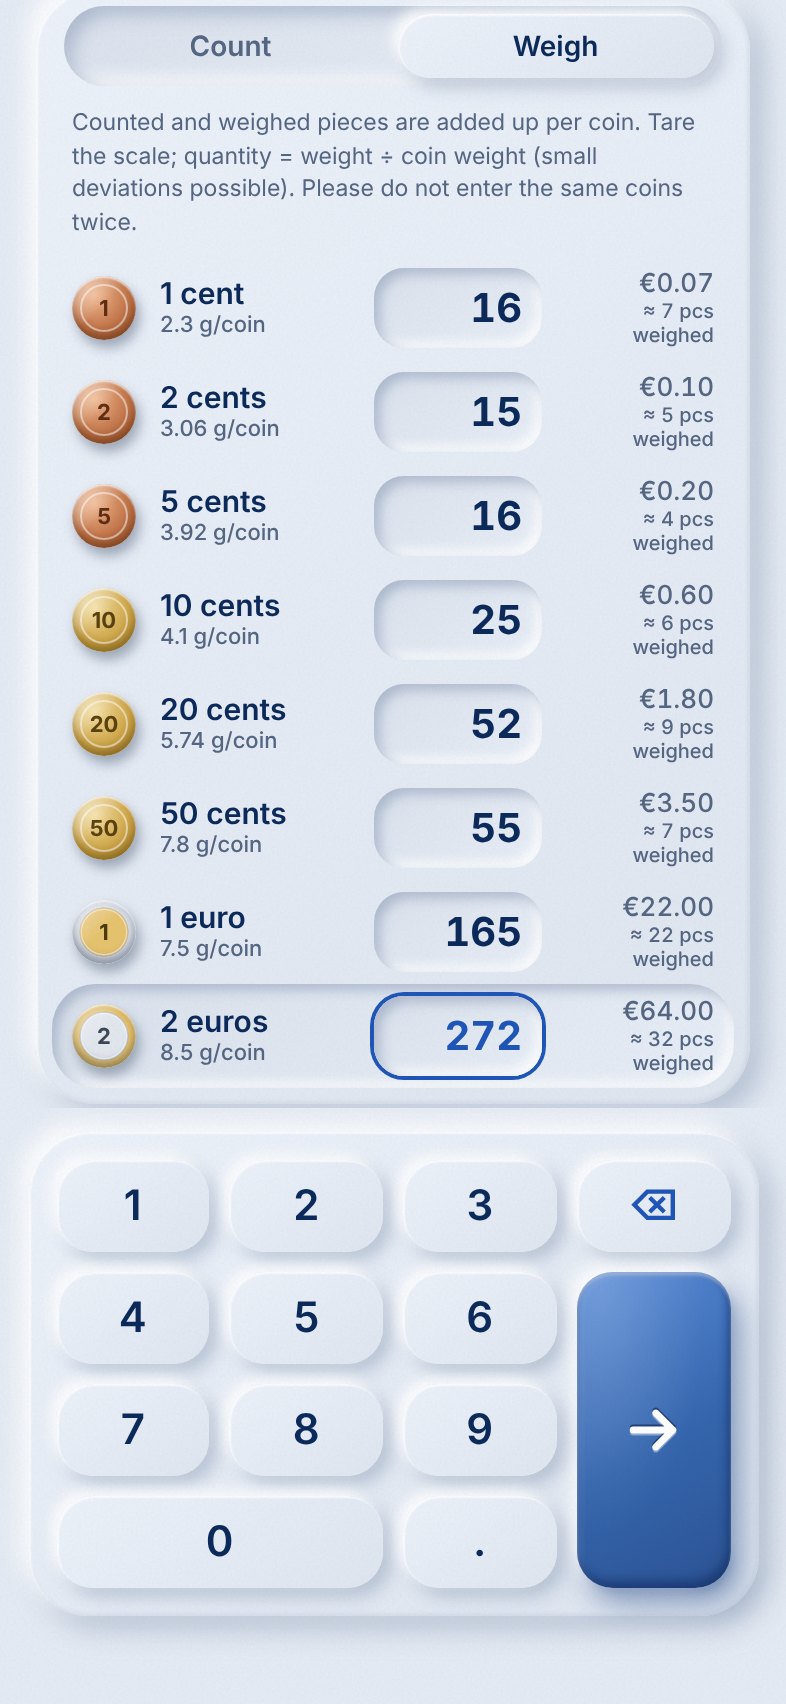 Count Weigh
Counted and weighed pieces are added up per coin. Tare
the scale; quantity = weight ÷ coin weight (small
deviations possible). Please do not enter the same coins
twice.
1 1 cent 16 €0.07
2.3 g/coin ≈ 7 pcs
weighed
2 2 cents 15 €0.10
3.06 g/coin ≈ 5 pcs
weighed
5 5 cents 16 €0.20
3.92 g/coin ≈ 4 pcs
weighed
10 10 cents 25 €0.60
4.1 g/coin ≈ 6 pcs
weighed
20 20 cents 52 €1.80
5.74 g/coin ≈ 9 pcs
weighed
50 50 cents 55 €3.50
7.8 g/coin ≈ 7 pcs
weighed
1 1 euro 165 €22.00
7.5 g/coin ≈ 22 pcs
weighed
2 2 euros 272 €64.00
8.5 g/coin ≈ 32 pcs
weighed
1 2 3
4 5 6
7 8 9
0 .